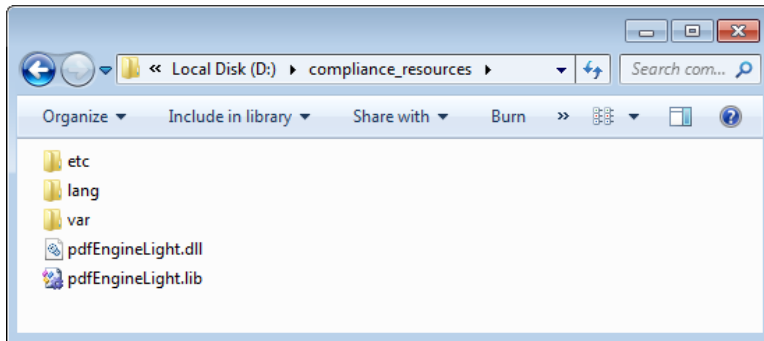 « Local Disk (D:) ▸ compliance_resources ▸ Search com...
Organize Include in library Share with Burn »
etc
lang
var
pdfEngineLight.dll
pdfEngineLight.lib